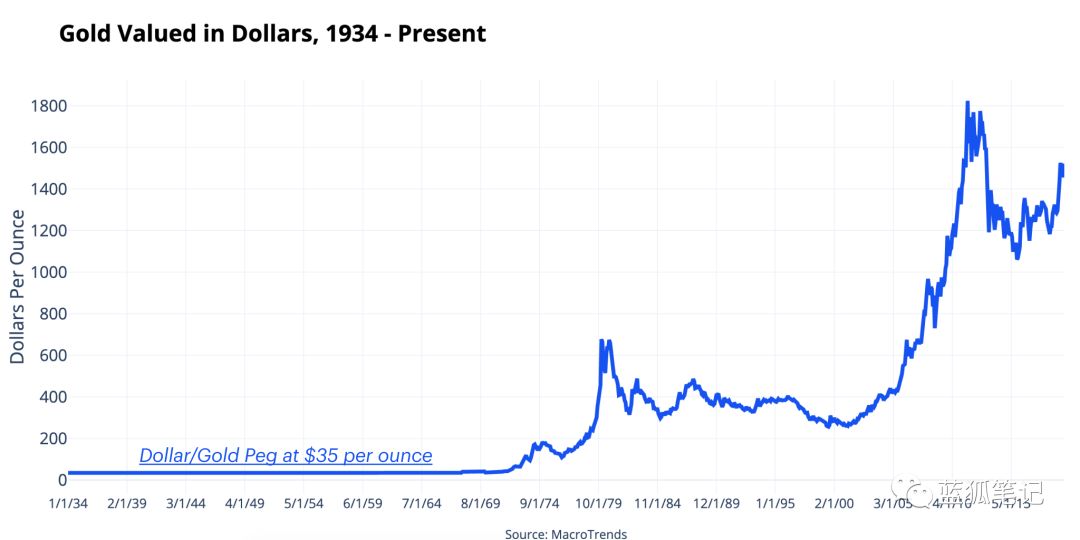 Gold Valued in Dollars, 1934 - Present
1800
1600
1400
1200
1000
800
600
400
200
0
Dollars Per Ounce
Dollar/Gold Peg at $35 per ounce
1/1/34 2/1/39 3/1/44 4/1/49 5/1/54 6/1/59 7/1/64 8/1/69 9/1/74 10/1/79 11/1/84 12/1/89 1/1/95 2/1/00 3/1/05 4/1/10 5/1/15
蓝狐笔记
Source: MacroTrends